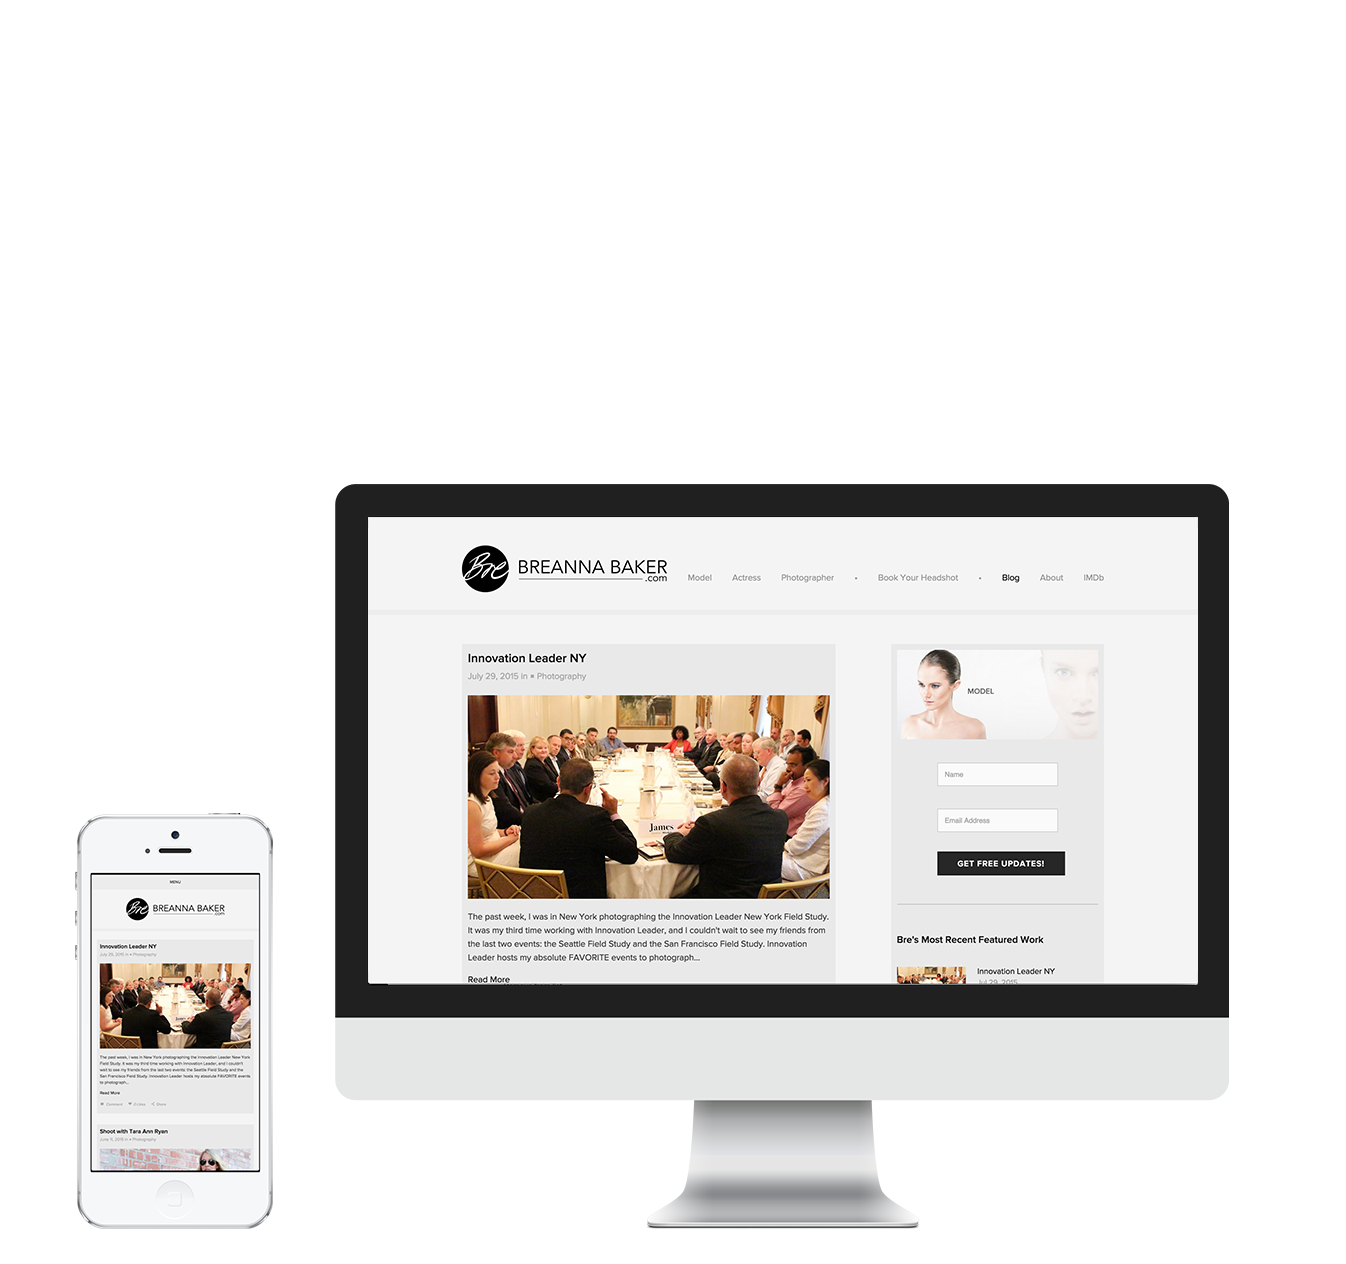 Bre BREANNA BAKER
.com
Model Actress Photographer • Book Your Headshot • Blog About IMDb
Innovation Leader NY
July 29, 2015 in • Photography
James
The past week, I was in New York photographing the Innovation Leader New York Field Study.
It was my third time working with Innovation Leader, and I couldn't wait to see my friends from
the last two events: the Seattle Field Study and the San Francisco Field Study. Innovation
Leader hosts my absolute FAVORITE events to photograph...
Read More
MODEL
Name
Email Address
GET FREE UPDATES!
Bre's Most Recent Featured Work
Innovation Leader NY
Jul 29, 2015
MENU
Bre BREANNA BAKER
.com
Innovation Leader NY
July 29, 2015 in • Photography
James
The past week, I was in New York photographing the Innovation Leader New York
Field Study. It was my third time working with Innovation Leader, and I couldn't
wait to see my friends from the last two events: the Seattle Field Study and the
San Francisco Field Study. Innovation Leader hosts my absolute FAVORITE events
to photograph...
Read More
Comment 0 Likes Share
Shoot with Tara Ann Ryan
June 11, 2015 in • Photography